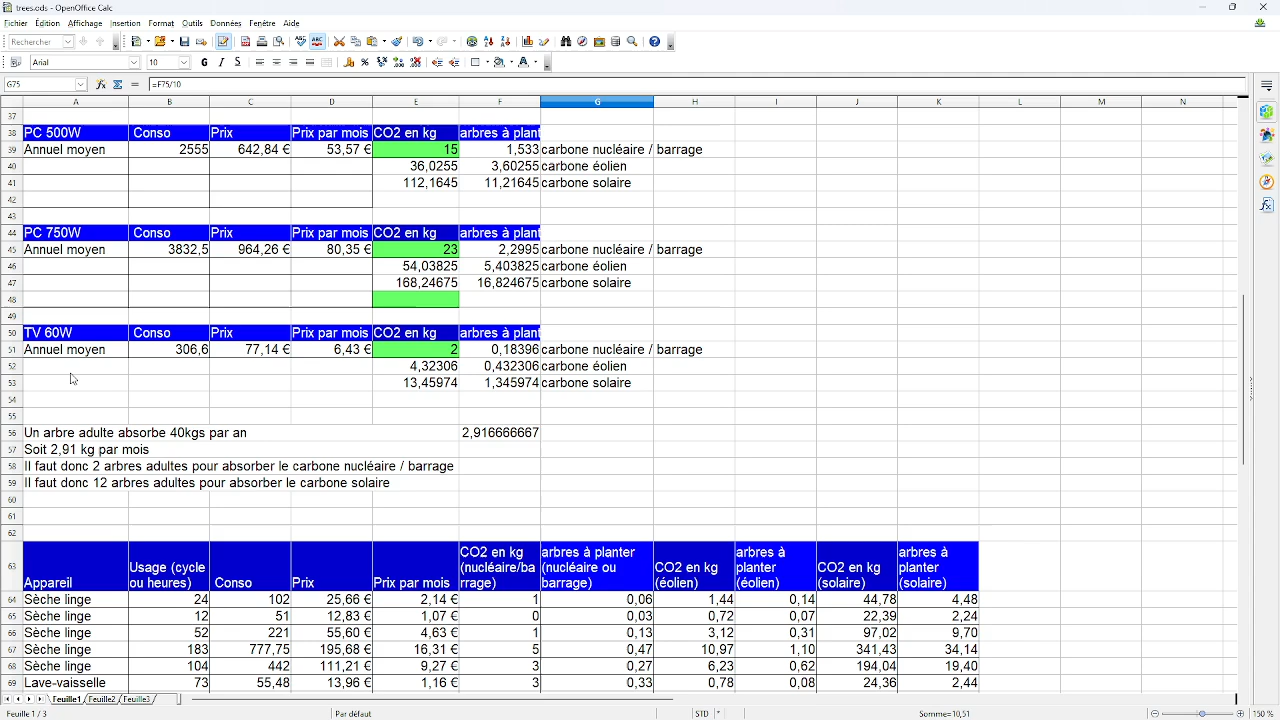 trees.ods - OpenOffice Calc
Fichier Édition Affichage Insertion Format Outils Données Fenêtre Aide
Rechercher
Arial 10 G I S
G75 =F75/10
A B C D E F G H I J K L M N
37
38 PC 500W Conso Prix Prix par mois CO2 en kg arbres à plant
39 Annuel moyen 2555 642,84 € 53,57 € 15 1,533 carbone nucléaire / barrage
40 36,0255 3,60255 carbone éolien
41 112,1645 11,21645 carbone solaire
42
43
44 PC 750W Conso Prix Prix par mois CO2 en kg arbres à plant
45 Annuel moyen 3832,5 964,26 € 80,35 € 23 2,2995 carbone nucléaire / barrage
46 54,03825 5,403825 carbone éolien
47 168,24675 16,824675 carbone solaire
48
49
50 TV 60W Conso Prix Prix par mois CO2 en kg arbres à plant
51 Annuel moyen 306,6 77,14 € 6,43 € 2 0,18396 carbone nucléaire / barrage
52 4,32306 0,432306 carbone éolien
53 13,45974 1,345974 carbone solaire
54
55
56 Un arbre adulte absorbe 40kgs par an 2,916666667
57 Soit 2,91 kg par mois
58 Il faut donc 2 arbres adultes pour absorber le carbone nucléaire / barrage
59 Il faut donc 12 arbres adultes pour absorber le carbone solaire
60
61
62
63 Appareil Usage (cycle ou heures) Conso Prix Prix par mois CO2 en kg (nucléaire/barrage) arbres à planter (nucléaire ou barrage) CO2 en kg (éolien) arbres à planter (éolien) CO2 en kg (solaire) arbres à planter (solaire)
64 Sèche linge 24 102 25,66 € 2,14 € 1 0,06 1,44 0,14 44,78 4,48
65 Sèche linge 12 51 12,83 € 1,07 € 0 0,03 0,72 0,07 22,39 2,24
66 Sèche linge 52 221 55,60 € 4,63 € 1 0,13 3,12 0,31 97,02 9,70
67 Sèche linge 183 777,75 195,68 € 16,31 € 5 0,47 10,97 1,10 341,43 34,14
68 Sèche linge 104 442 111,21 € 9,27 € 3 0,27 6,23 0,62 194,04 19,40
69 Lave-vaisselle 73 55,48 13,96 € 1,16 € 3 0,33 0,78 0,08 24,36 2,44
Feuille1 Feuille2 Feuille3
Feuille 1 / 3 Par défaut STD * Somme=10,51 150 %